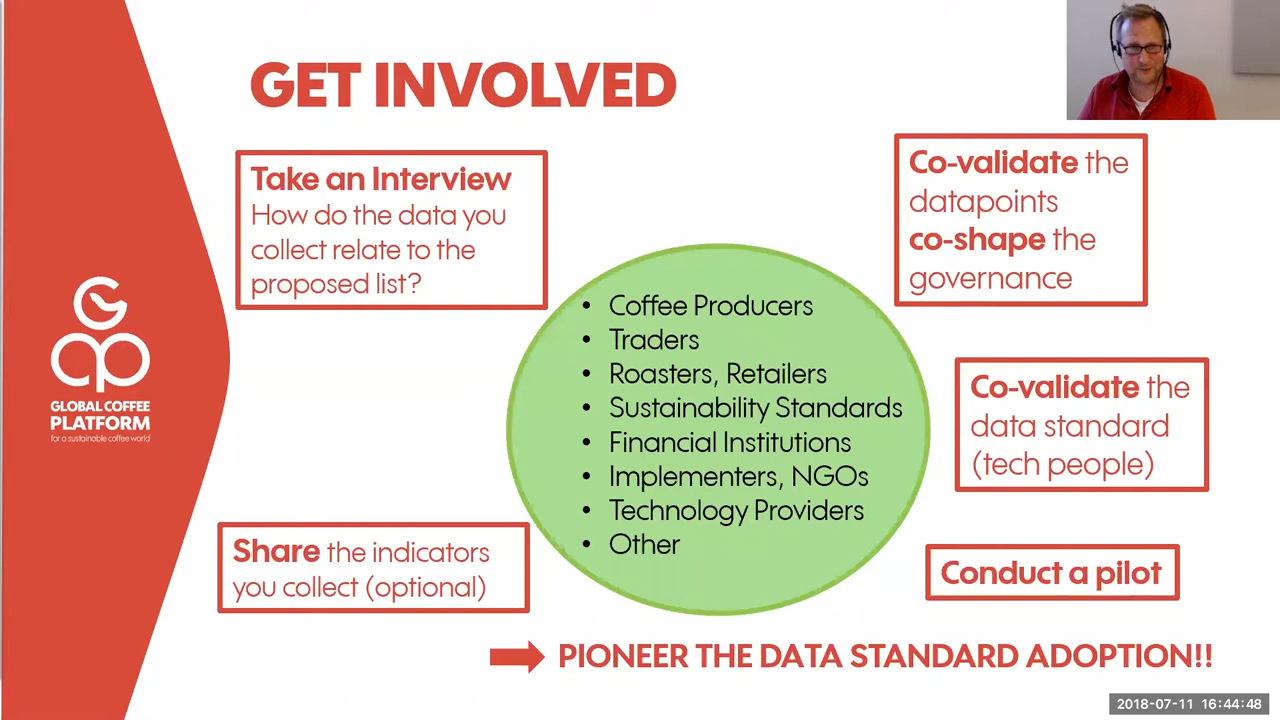 GET INVOLVED
Take an Interview
How do the data you
collect relate to the
proposed list?
Co-validate the
datapoints
co-shape the
governance
• Coffee Producers
• Traders
• Roasters, Retailers
• Sustainability Standards
• Financial Institutions
• Implementers, NGOs
• Technology Providers
• Other
Co-validate the
data standard
(tech people)
Share the indicators
you collect (optional)
Conduct a pilot
PIONEER THE DATA STANDARD ADOPTION!!
GCP
GLOBAL COFFEE
PLATFORM
for a sustainable coffee world
2018-07-11 16:44:48